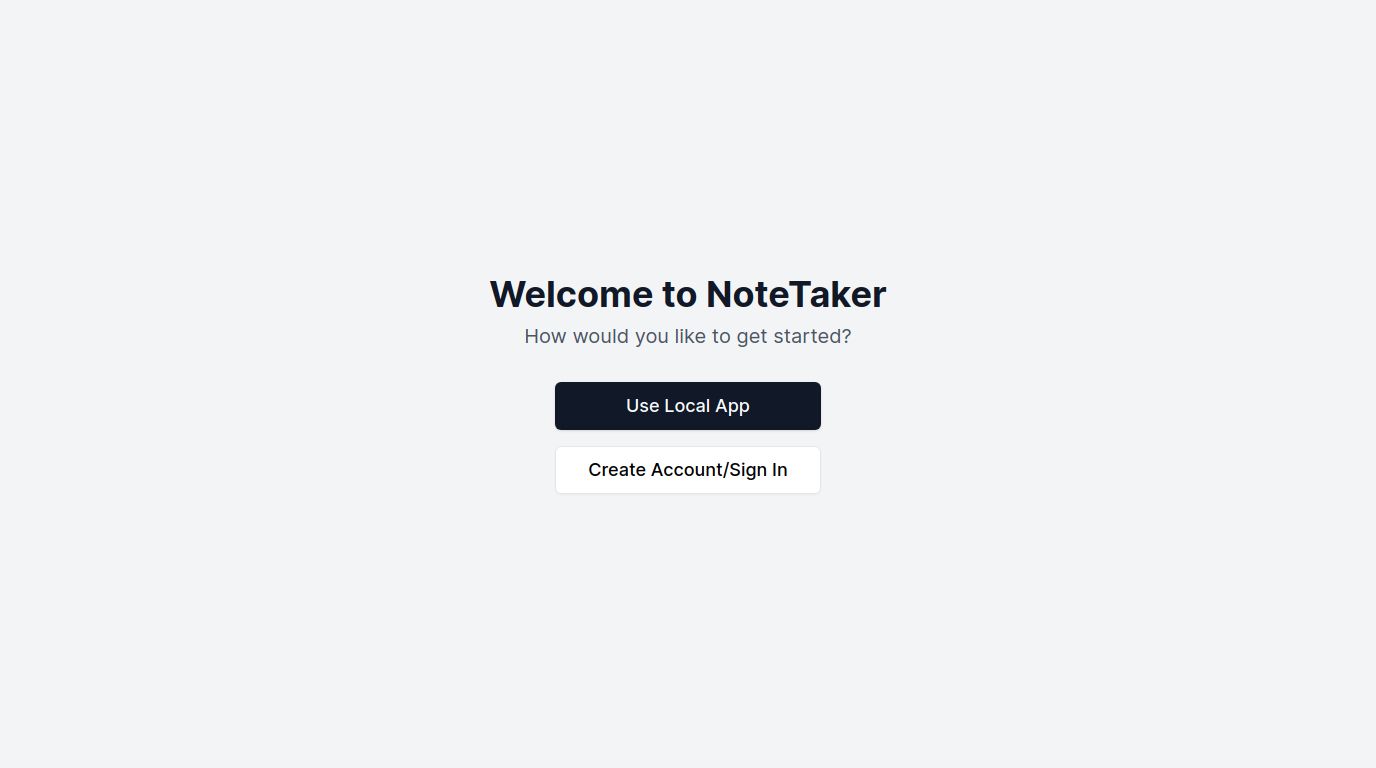 Welcome to NoteTaker
How would you like to get started?
Use Local App
Create Account/Sign In